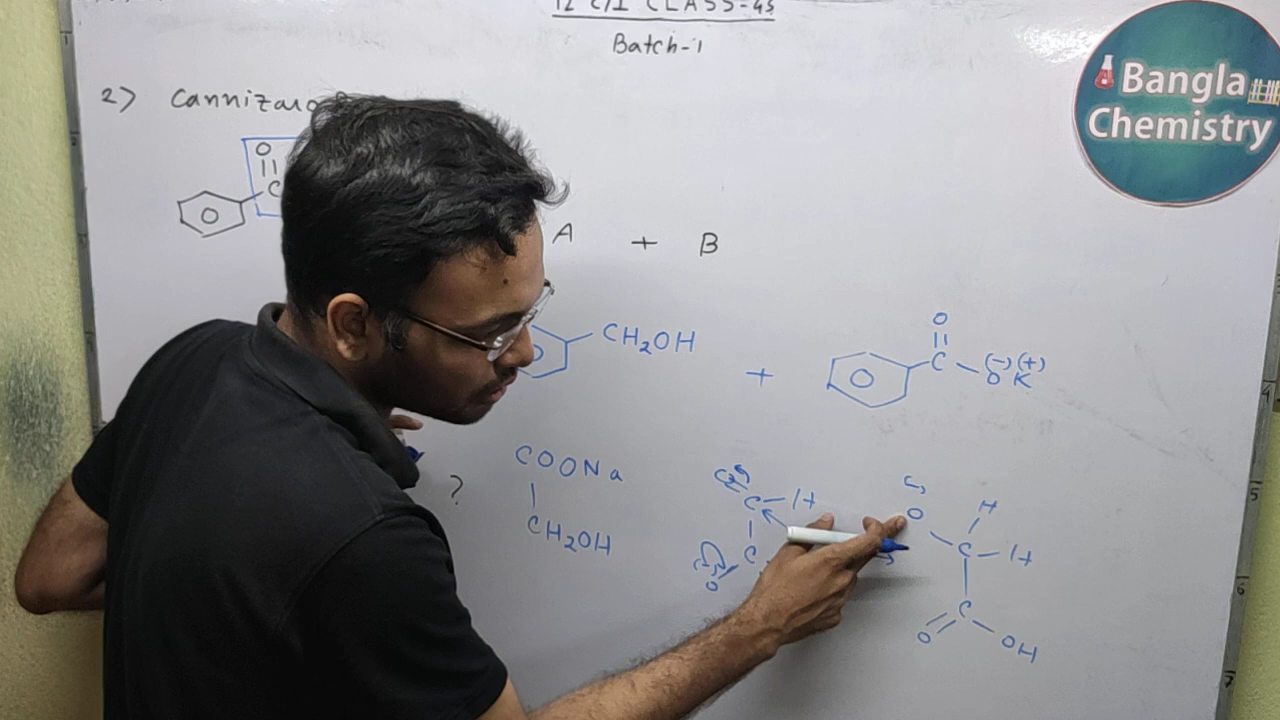 12 C/I CLASS=45
Batch-1
2) Cannizaro
O
C
A + B
CH2OH
+
O
C
(-) (+)
O K
?
COONa
CH2OH
C H
C
O
O
H
C H
C
O
OH
Bangla
Chemistry